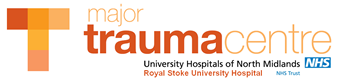 major
traumacentre
University Hospitals of North Midlands NHS
Royal Stoke University Hospital NHS Trust